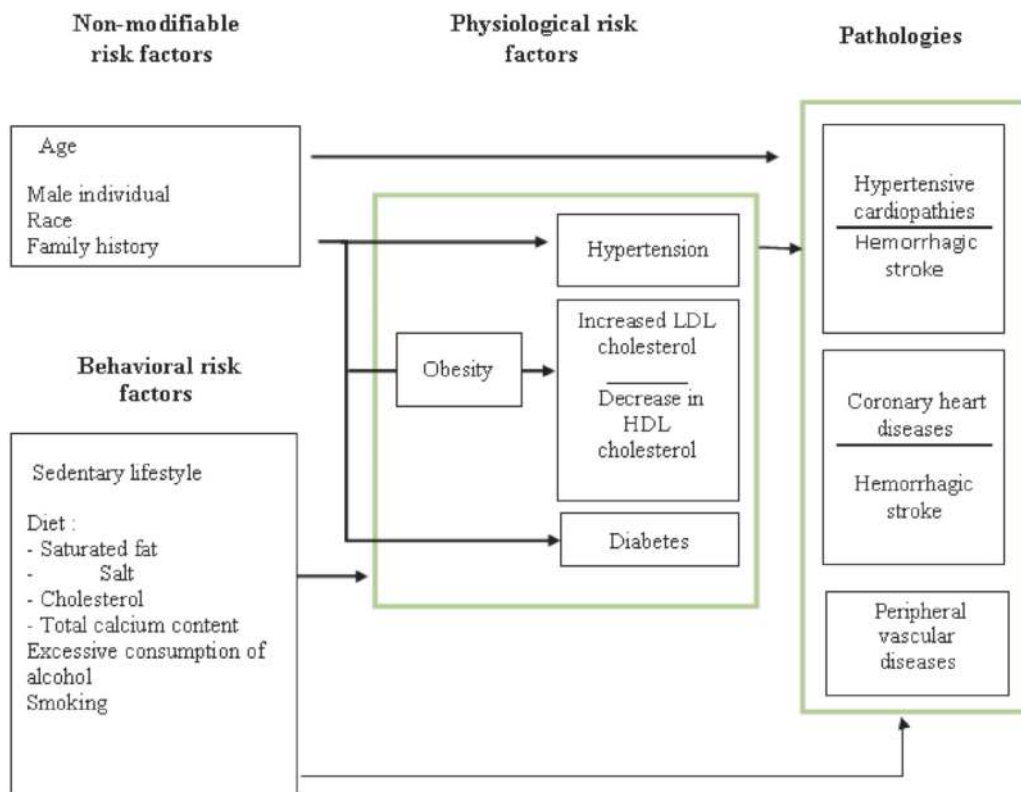 Non-modifiable
risk factors
Physiological risk
factors
Pathologies
Age
Male individual
Race
Family history
Behavioral risk
factors
Sedentary lifestyle
Diet :
- Saturated fat
- Salt
- Cholesterol
- Total calcium content
Excessive consumption of
alcohol
Smoking
Hypertension
Obesity
Increased LDL
cholesterol
Decrease in
HDL
cholesterol
Diabetes
Hypertensive
cardiopathies
Hemorrhagic
stroke
Coronary heart
diseases
Hemorrhagic
stroke
Peripheral
vascular
diseases